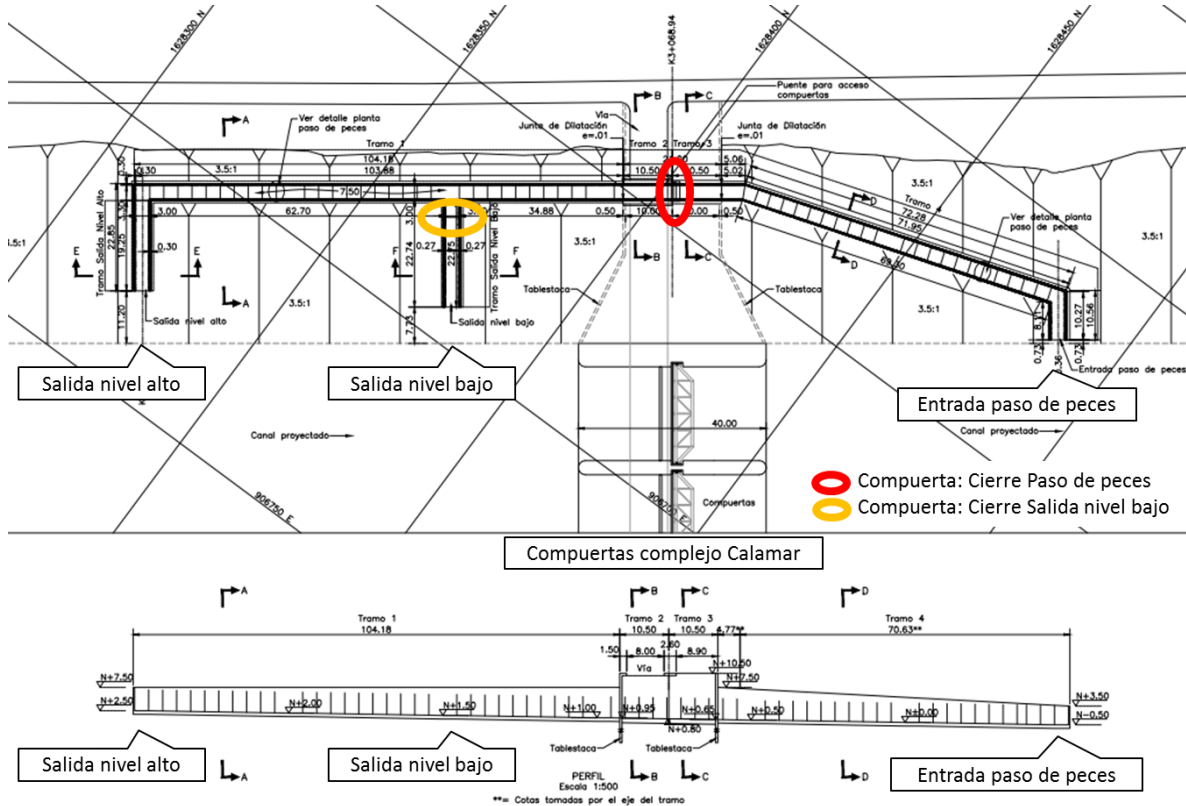 1628300 N
1628350 N
K3+068.94
1628400 N
1628450 N
B
C
Puente para acceso
compuertas
Vía
A
Ver detalle planta
paso de peces
Junta de Dilatación
e=.01
Junta de Dilatación
e=.01
Tramo 1
Tramo 2
Tramo 3
104.18
103.88
0.30
0.30
3.5:1
10.50
5.06
5.02
3.5:1
7.50
D
Tramo
72.28
71.95
Ver detalle planta
paso de peces
69.20
3.00
62.70
3.00
34.88
0.50
10.00
0.50
3.5:1
22.85
19.25
0.30
Tramo Salida Nivel Alto
0.27
22.74
22.75
0.27
Tramo Salida Nivel bajo
E
E
F
F
B
C
D
Tablestaca
Tablestaca
3.5:1
3.5:1
A
11.20
Salida nivel alto
7.73
Salida nivel bajo
10.27
10.56
0.73
0.73
Entrada paso de peces
Salida nivel alto
Salida nivel bajo
Entrada paso de peces
Canal proyectado
40.00
Canal proyectado
906750 E
906750 E
Compuertas
Compuerta: Cierre Paso de peces
Compuerta: Cierre Salida nivel bajo
Compuertas complejo Calamar
A
B
C
D
Tramo 1
Tramo 2
Tramo 3
Tramo 4
104.18
10.50
10.50
4.77**
70.63**
1.50
8.00
2.60
8.90
Vía
N+10.50
N+7.50
N+7.50
N+2.50
N+2.00
N+1.50
N+1.00
N+0.95
N+0.65
N+0.50
N±0.00
N+3.50
N-0.50
N+0.80
Tablestaca
Tablestaca
Salida nivel alto
Salida nivel bajo
Entrada paso de peces
A
B
C
D
PERFIL
Escala 1:500
**= Cotas tomadas por el eje del tramo